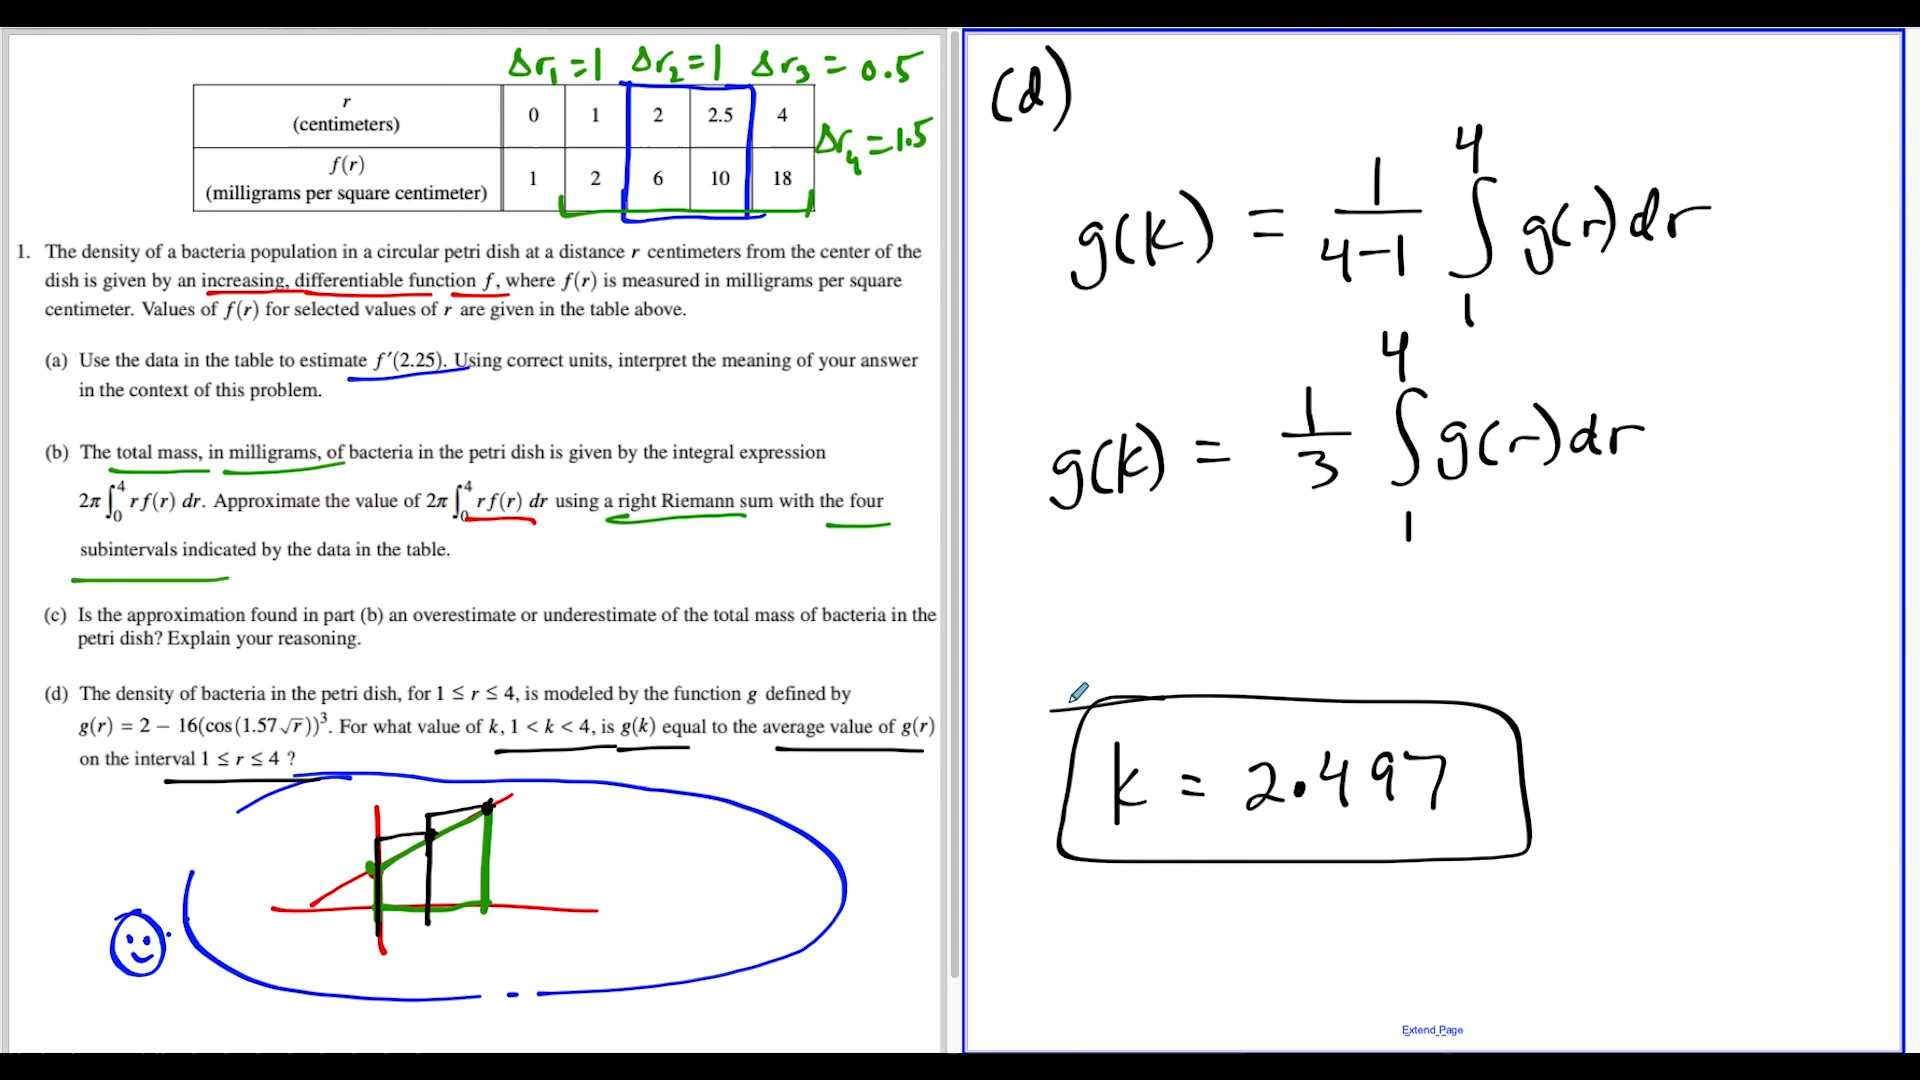 Δr₁ = 1 Δr₂ = 1 Δr₃ = 0.5
r
(centimeters) 0 1 2 2.5 4
Δr₄ = 1.5
f(r)
(milligrams per square centimeter) 1 2 6 10 18
1. The density of a bacteria population in a circular petri dish at a distance r centimeters from the center of the
dish is given by an increasing, differentiable function f, where f(r) is measured in milligrams per square
centimeter. Values of f(r) for selected values of r are given in the table above.
(a) Use the data in the table to estimate f′(2.25). Using correct units, interpret the meaning of your answer
in the context of this problem.
(b) The total mass, in milligrams, of bacteria in the petri dish is given by the integral expression
2π ∫₀⁴ r f(r) dr. Approximate the value of 2π ∫₀⁴ r f(r) dr using a right Riemann sum with the four
subintervals indicated by the data in the table.
(c) Is the approximation found in part (b) an overestimate or underestimate of the total mass of bacteria in the
petri dish? Explain your reasoning.
(d) The density of bacteria in the petri dish, for 1 ≤ r ≤ 4, is modeled by the function g defined by
g(r) = 2 − 16(cos(1.57√r))³. For what value of k, 1 < k < 4, is g(k) equal to the average value of g(r)
on the interval 1 ≤ r ≤ 4 ?
(d)
g(k) = 1/(4-1) ∫₁⁴ g(r)dr
g(k) = 1/3 ∫₁⁴ g(r)dr
k = 2.497
Extend_Page